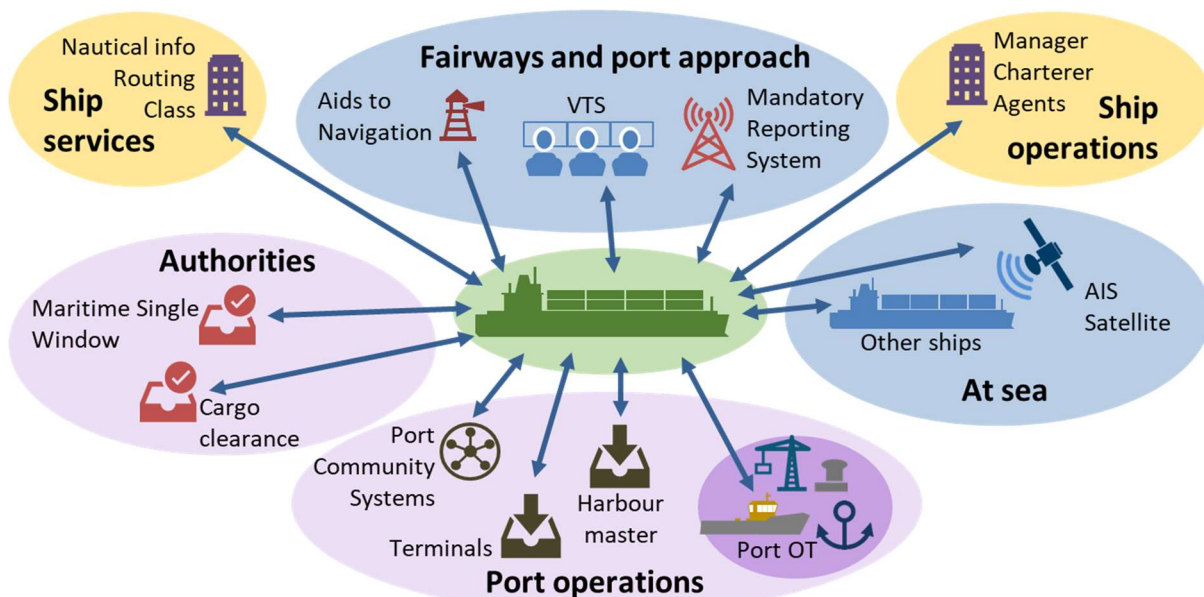 Nautical info
Routing
Class
Ship
services
Fairways and port approach
Aids to
Navigation
VTS
Mandatory
Reporting
System
Manager
Charterer
Agents
Ship
operations
Authorities
Maritime Single
Window
Cargo
clearance
AIS
Satellite
Other ships
At sea
Port
Community
Systems
Terminals
Harbour
master
Port OT
Port operations